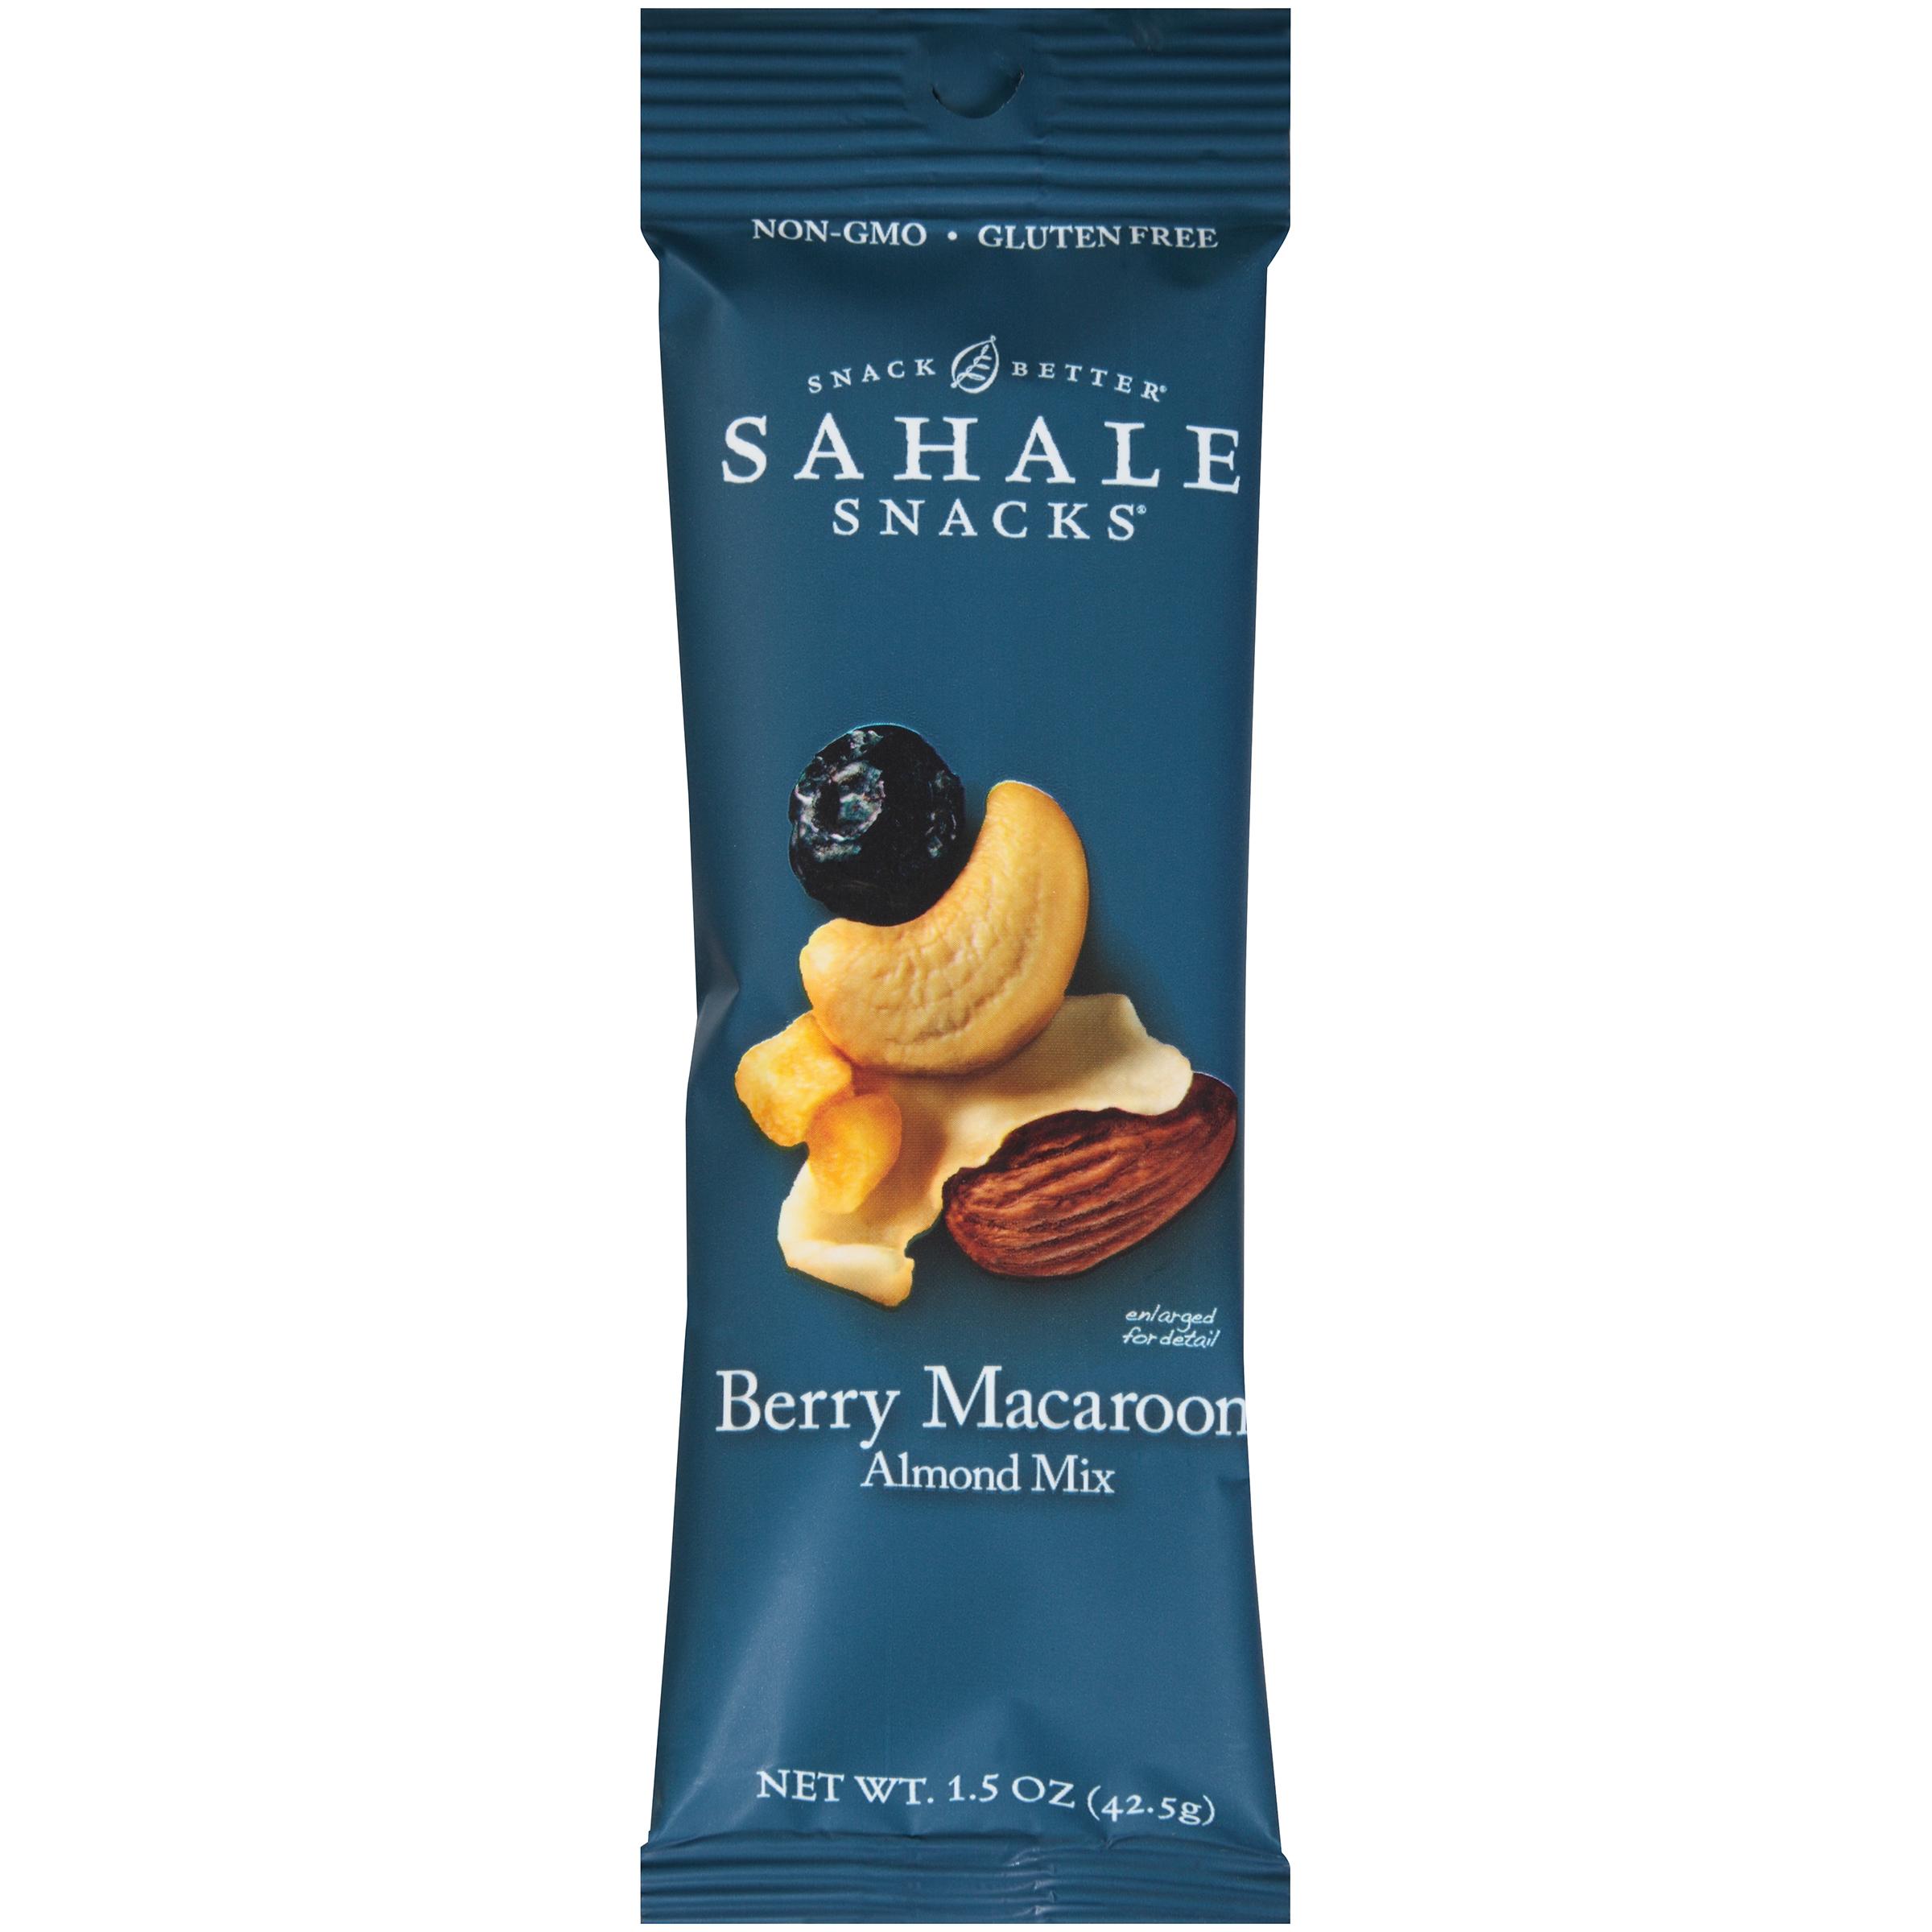 NON-GMO • GLUTEN FREE
SNACK BETTER®
SAHALE
SNACKS®
enlarged
for detail
Berry Macaroon
Almond Mix
NET WT. 1.5 OZ (42.5g)